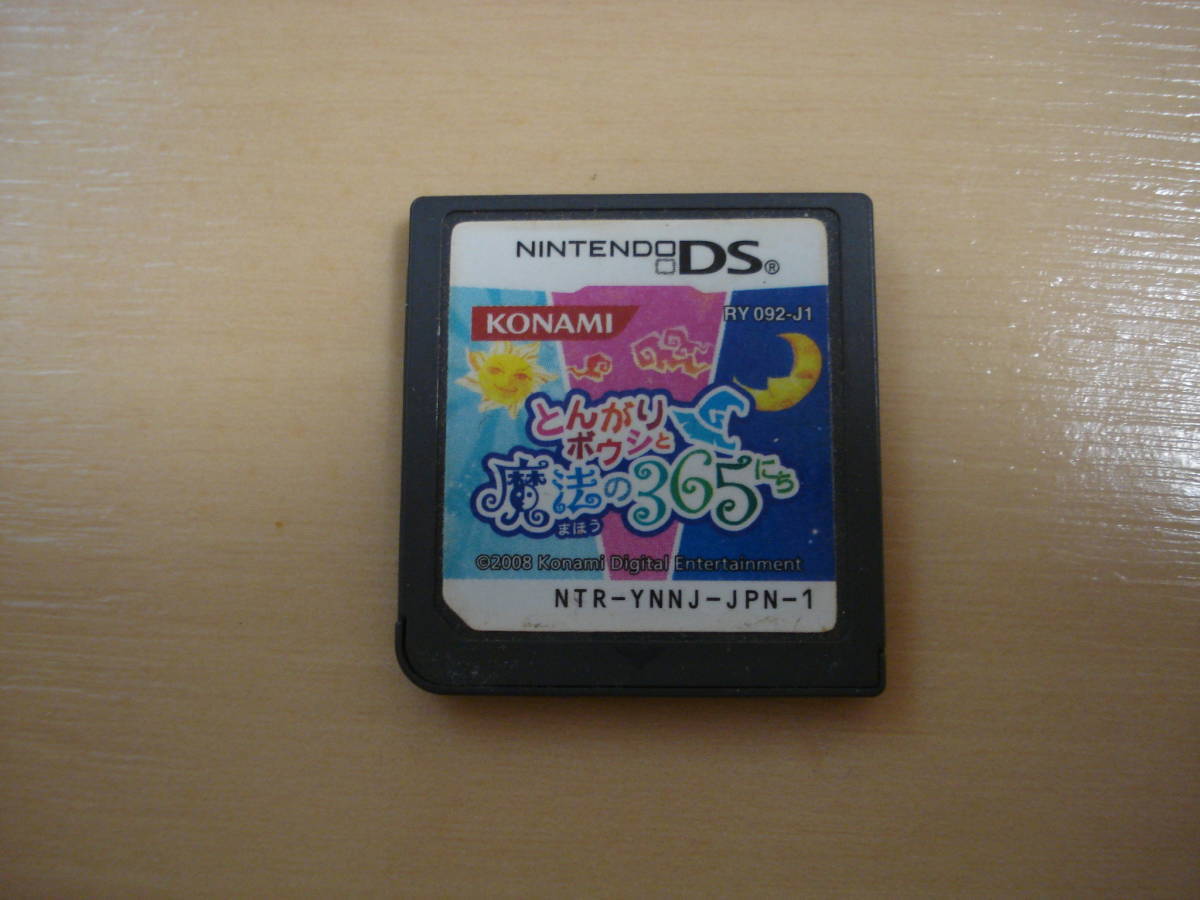 NINTENDO DS®
KONAMI
RY 092-J1
とんがり
ボウシと
魔法の365にち
まほう
©2008 Konami Digital Entertainment
NTR-YNNJ-JPN-1